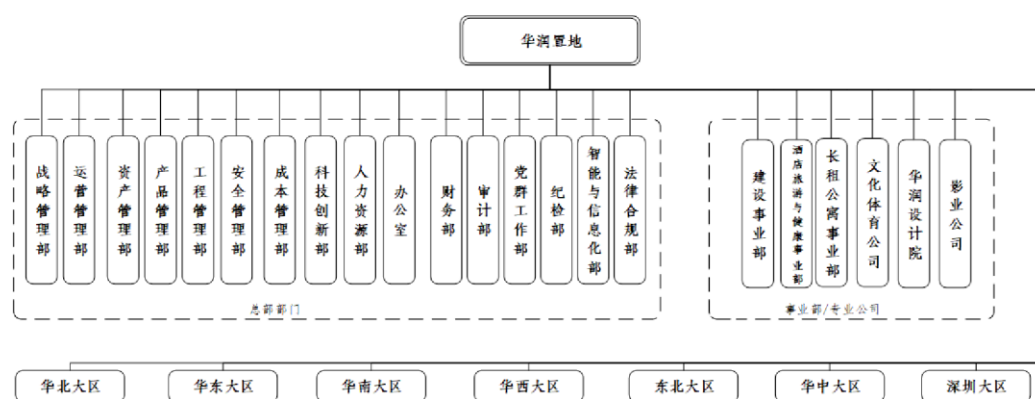 华润置地
战略管理部
运营管理部
资产管理部
产品管理部
工程管理部
安全管理部
成本管理部
科技创新部
人力资源部
办公室
财务部
审计部
党群工作部
纪检部
智能与信息化部
法律合规部
总部部门
建设事业部
酒店旅游与健康事业部
长租公寓事业部
文化体育公司
华润设计院
影业公司
事业部/专业公司
华北大区
华东大区
华南大区
华西大区
东北大区
华中大区
深圳大区